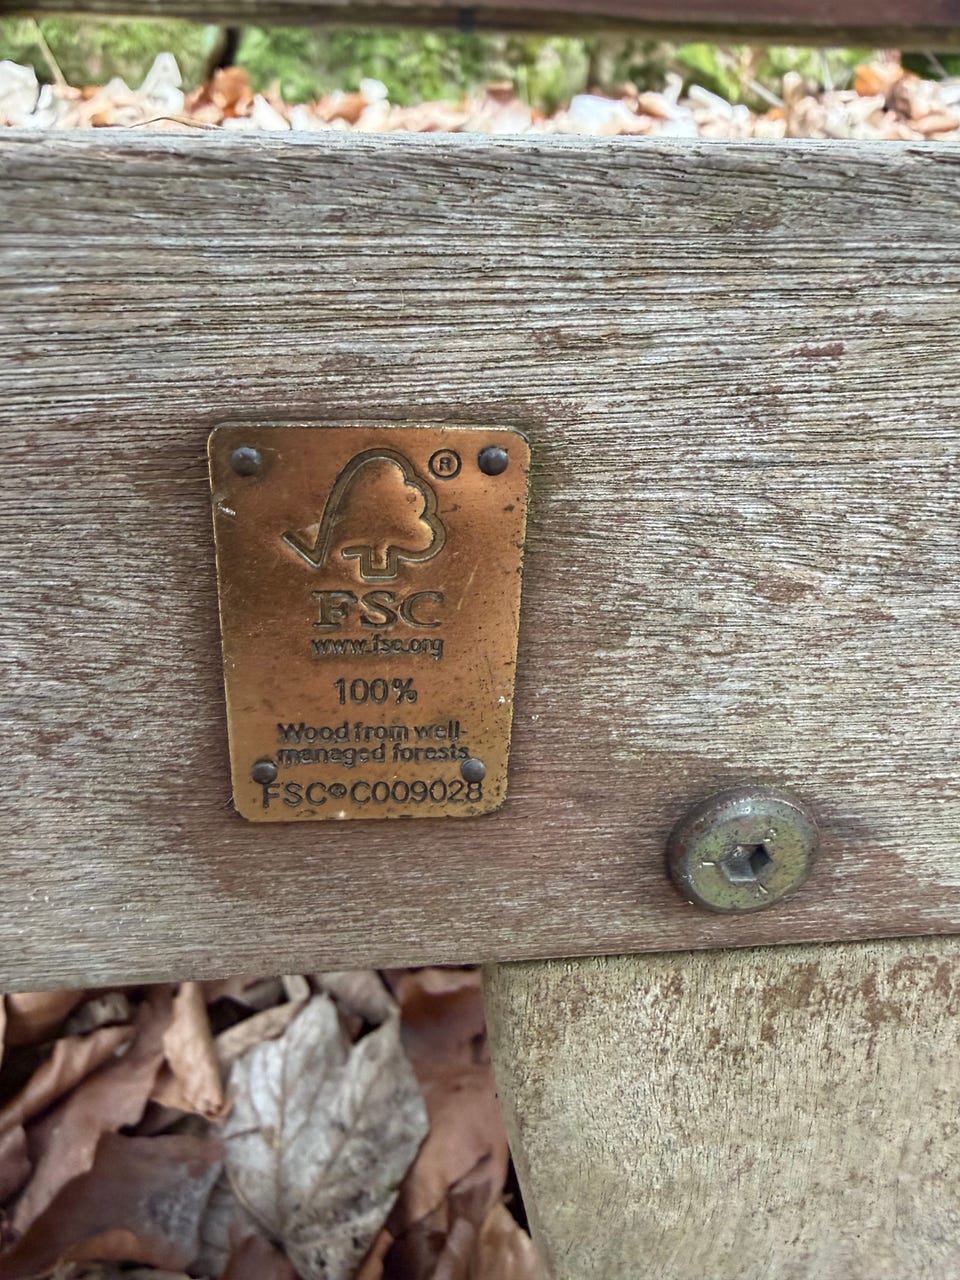 ®
FSC
www.fsc.org
100%
Wood from well-
managed forests
FSC® C009028